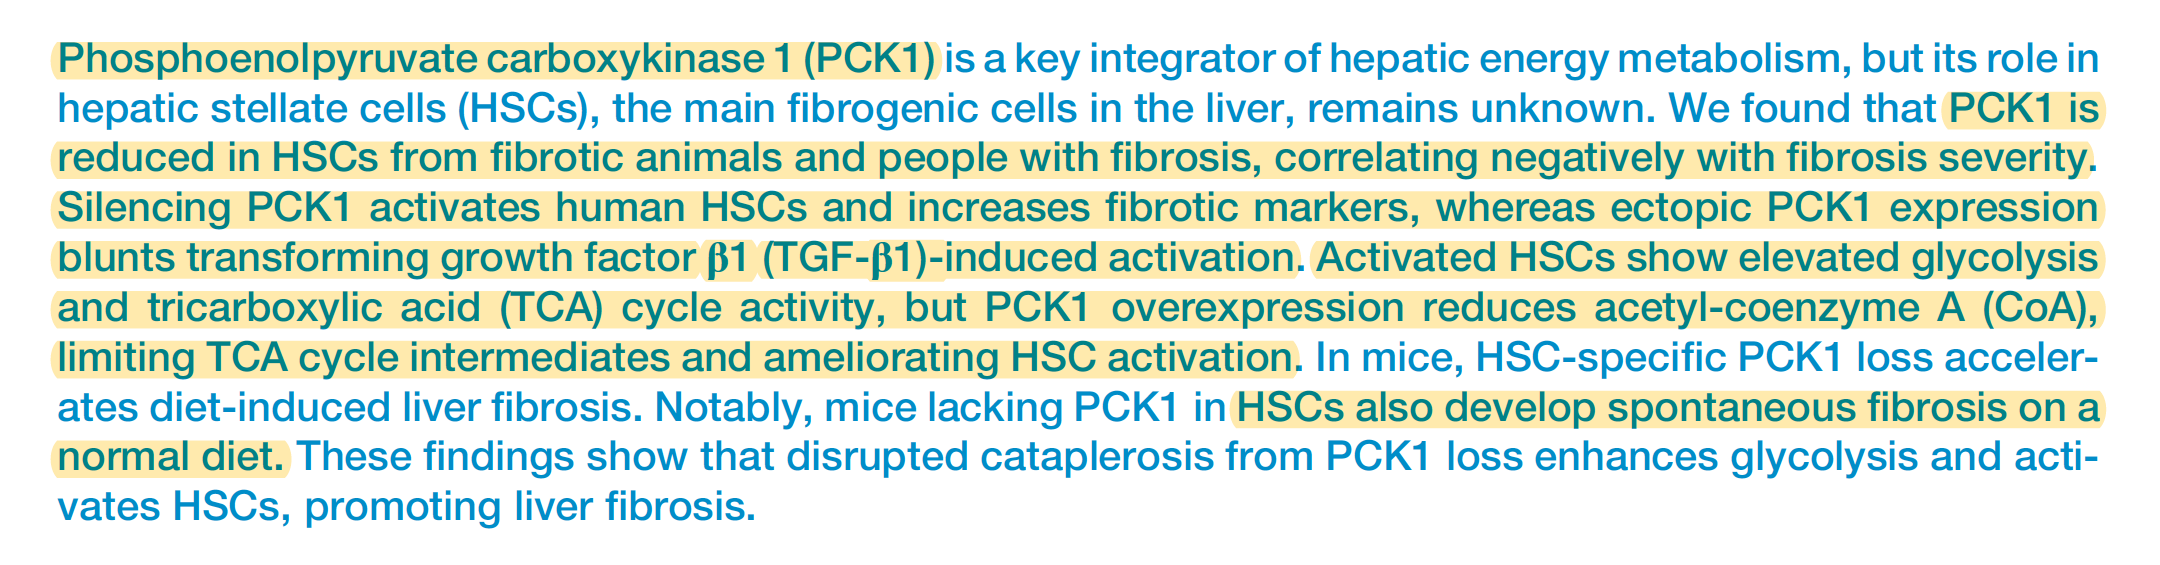 Phosphoenolpyruvate carboxykinase 1 (PCK1) is a key integrator of hepatic energy metabolism, but its role in
hepatic stellate cells (HSCs), the main fibrogenic cells in the liver, remains unknown. We found that PCK1 is
reduced in HSCs from fibrotic animals and people with fibrosis, correlating negatively with fibrosis severity.
Silencing PCK1 activates human HSCs and increases fibrotic markers, whereas ectopic PCK1 expression
blunts transforming growth factor β1 (TGF-β1)-induced activation. Activated HSCs show elevated glycolysis
and tricarboxylic acid (TCA) cycle activity, but PCK1 overexpression reduces acetyl-coenzyme A (CoA),
limiting TCA cycle intermediates and ameliorating HSC activation. In mice, HSC-specific PCK1 loss acceler-
ates diet-induced liver fibrosis. Notably, mice lacking PCK1 in HSCs also develop spontaneous fibrosis on a
normal diet. These findings show that disrupted cataplerosis from PCK1 loss enhances glycolysis and acti-
vates HSCs, promoting liver fibrosis.